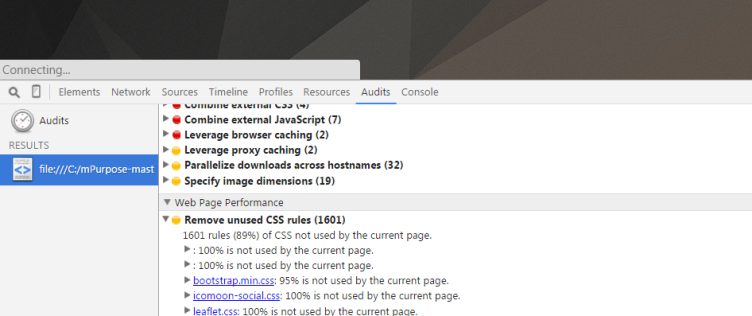 Connecting...
Elements Network Sources Timeline Profiles Resources Audits Console
Audits
RESULTS
file:///C:/mPurpose-mast
Combine external CSS (4)
Combine external JavaScript (7)
Leverage browser caching (2)
Leverage proxy caching (2)
Parallelize downloads across hostnames (32)
Specify image dimensions (19)
Web Page Performance
Remove unused CSS rules (1601)
1601 rules (89%) of CSS not used by the current page.
: 100% is not used by the current page.
: 100% is not used by the current page.
bootstrap.min.css: 95% is not used by the current page.
icomoon-social.css: 100% is not used by the current page.
leaflet.css: 100% is not used by the current page.